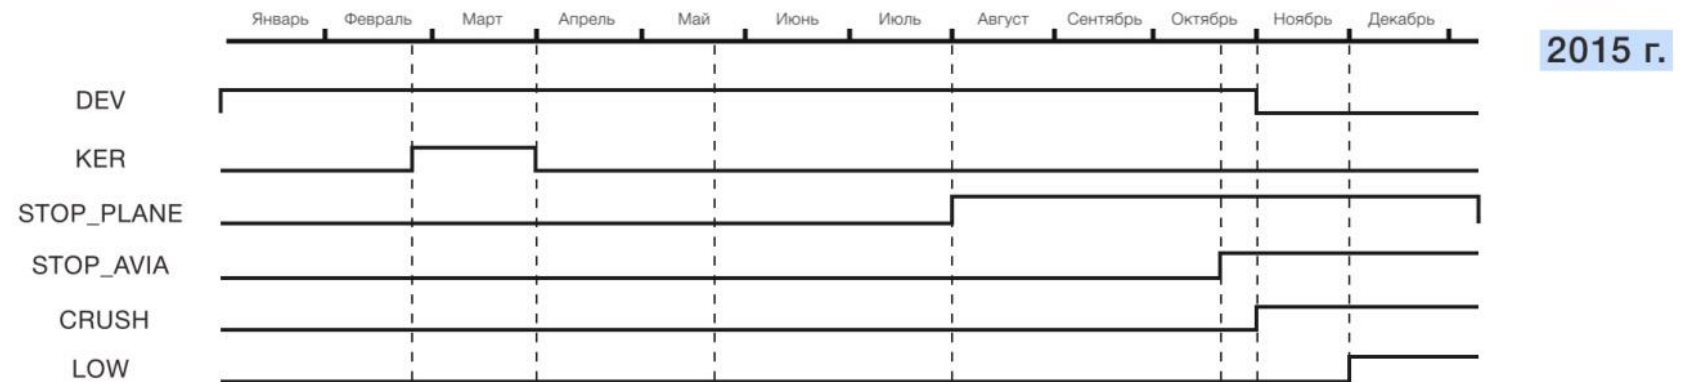 Январь Февраль Март Апрель Май Июнь Июль Август Сентябрь Октябрь Ноябрь Декабрь
2015 г.
DEV
KER
STOP_PLANE
STOP_AVIA
CRUSH
LOW